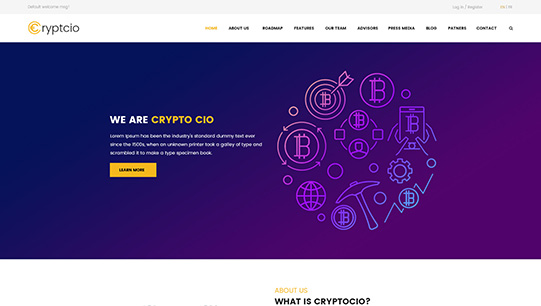 Default welcome msg!
Log in / Register
EN / FR
Cryptcio
HOME ABOUT US ROADMAP FEATURES OUR TEAM ADVISORS PRESS MEDIA BLOG PATNERS CONTACT
WE ARE CRYPTO CIO
Lorem Ipsum has been the industry's standard dummy text ever
since the 1500s, when an unknown printer took a galley of type and
scrambled it to make a type specimen book.
LEARN MORE
ABOUT US
WHAT IS CRYPTOCIO?